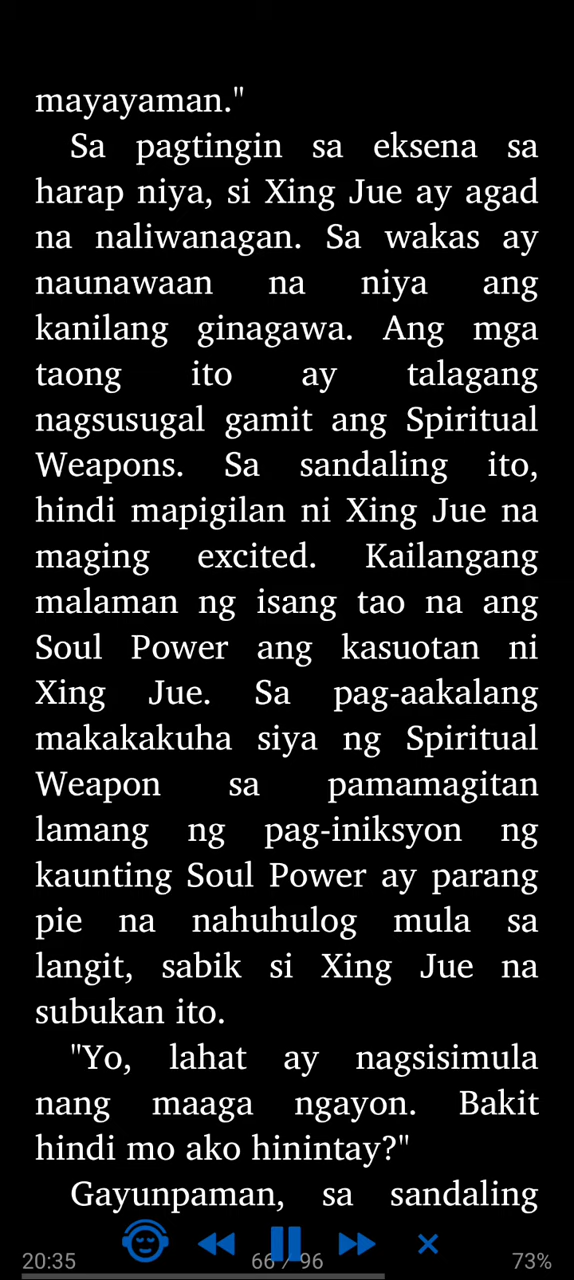 mayayaman."
Sa pagtingin sa eksena sa
harap niya, si Xing Jue ay agad
na naliwanagan. Sa wakas ay
naunawaan na niya ang
kanilang ginagawa. Ang mga
taong ito ay talagang
nagsusugal gamit ang Spiritual
Weapons. Sa sandaling ito,
hindi mapigilan ni Xing Jue na
maging excited. Kailangang
malaman ng isang tao na ang
Soul Power ang kasuotan ni
Xing Jue. Sa pag-aakalang
makakakuha siya ng Spiritual
Weapon sa pamamagitan
lamang ng pag-iniksyon ng
kaunting Soul Power ay parang
pie na nahuhulog mula sa
langit, sabik si Xing Jue na
subukan ito.
"Yo, lahat ay nagsisimula
nang maaga ngayon. Bakit
hindi mo ako hinintay?"
Gayunpaman, sa sandaling
20:35 66 / 96 73%